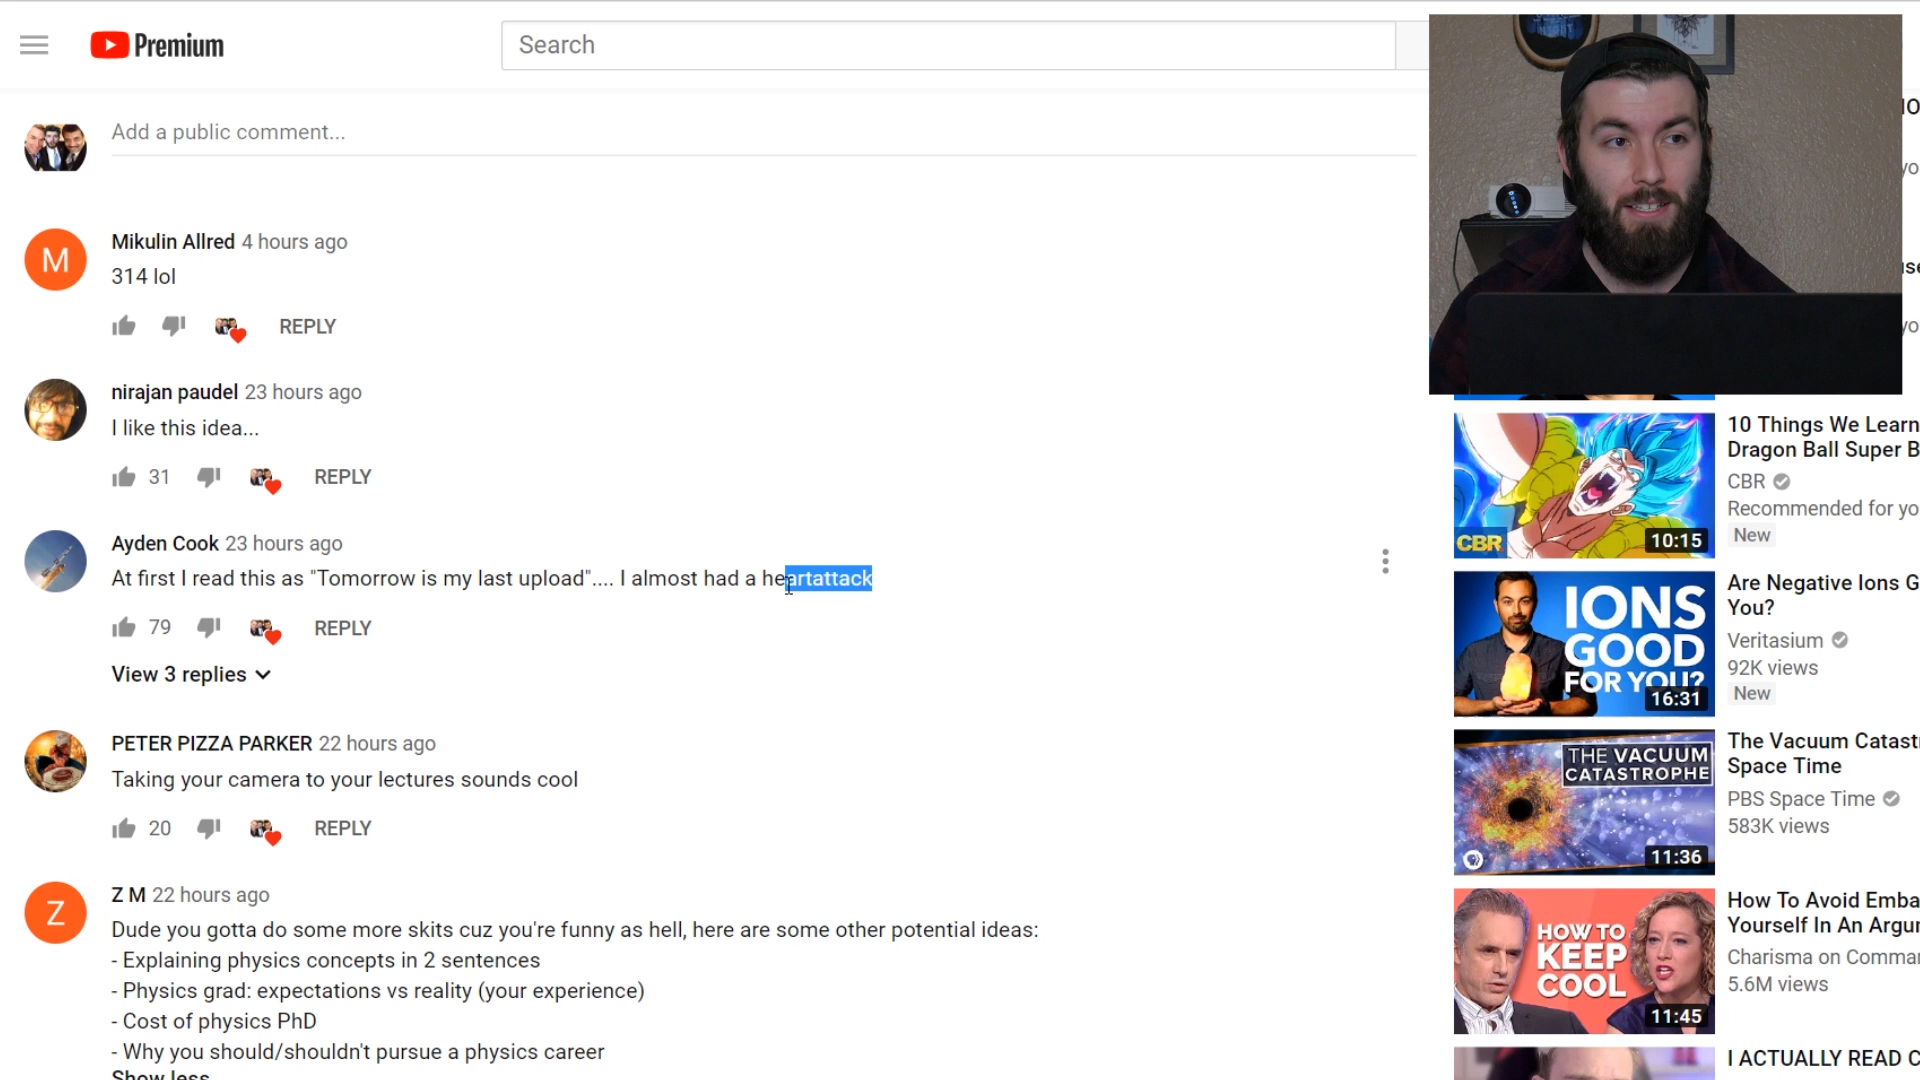 Premium
Search
Add a public comment...
Mikulin Allred 4 hours ago
314 lol
REPLY
nirajan paudel 23 hours ago
I like this idea...
31 REPLY
Ayden Cook 23 hours ago
At first I read this as "Tomorrow is my last upload".... I almost had a heartattack
79 REPLY
View 3 replies
PETER PIZZA PARKER 22 hours ago
Taking your camera to your lectures sounds cool
20 REPLY
Z
Z M 22 hours ago
Dude you gotta do some more skits cuz you're funny as hell, here are some other potential ideas:
- Explaining physics concepts in 2 sentences
- Physics grad: expectations vs reality (your experience)
- Cost of physics PhD
- Why you should/shouldn't pursue a physics career
Show less
M
CBR
10:15
10 Things We Learn
Dragon Ball Super B
CBR
Recommended for yo
New
IONS
GOOD
FOR YOU?
16:31
Are Negative Ions G
You?
Veritasium
92K views
New
THE VACUUM
CATASTROPHE
11:36
The Vacuum Catast
Space Time
PBS Space Time
583K views
HOW TO
KEEP
COOL
11:45
How To Avoid Emba
Yourself In An Argu
Charisma on Comma
5.6M views
I ACTUALLY READ C